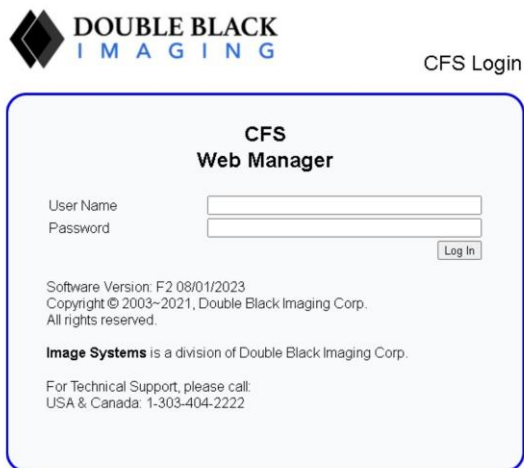 DOUBLE BLACK
IMAGING
CFS Login
CFS
Web Manager
User Name
Password
Log In
Software Version: F2 08/01/2023
Copyright © 2003~2021, Double Black Imaging Corp.
All rights reserved.
Image Systems is a division of Double Black Imaging Corp.
For Technical Support, please call:
USA & Canada: 1-303-404-2222